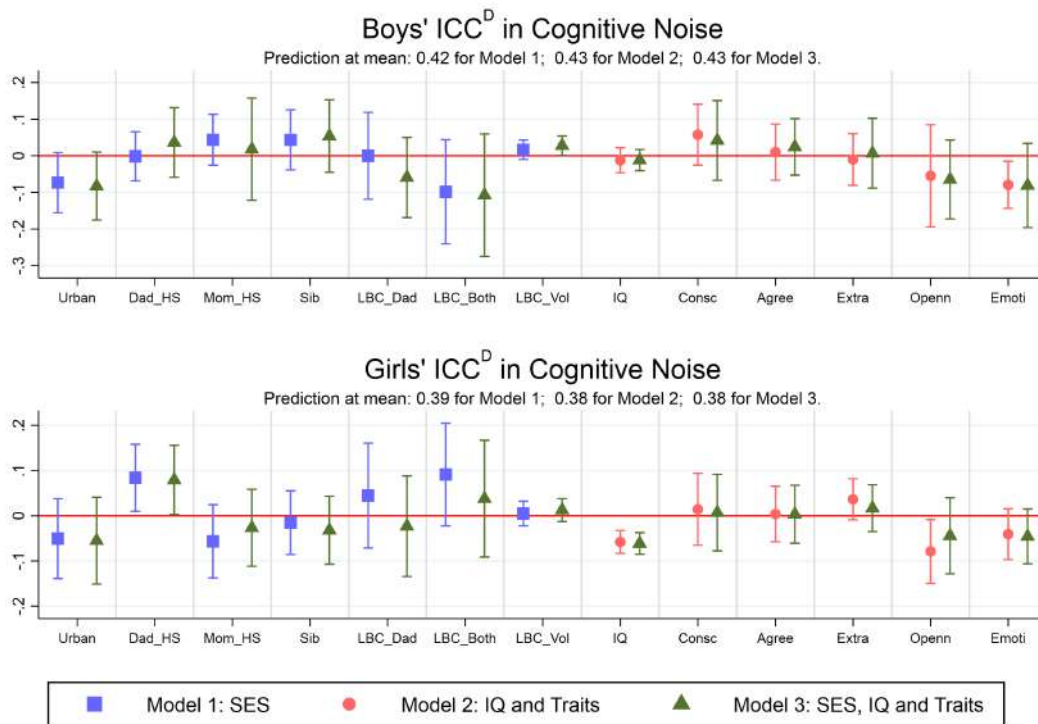 Boys' ICC^D in Cognitive Noise
Prediction at mean: 0.42 for Model 1; 0.43 for Model 2; 0.43 for Model 3.
.2
.1
0
-.1
-.2
-.3
Urban Dad_HS Mom_HS Sib LBC_Dad LBC_Both LBC_Vol IQ Consc Agree Extra Openn Emoti
Girls' ICC^D in Cognitive Noise
Prediction at mean: 0.39 for Model 1; 0.38 for Model 2; 0.38 for Model 3.
.2
.1
0
-.1
-.2
Urban Dad_HS Mom_HS Sib LBC_Dad LBC_Both LBC_Vol IQ Consc Agree Extra Openn Emoti
Model 1: SES Model 2: IQ and Traits Model 3: SES, IQ and Traits